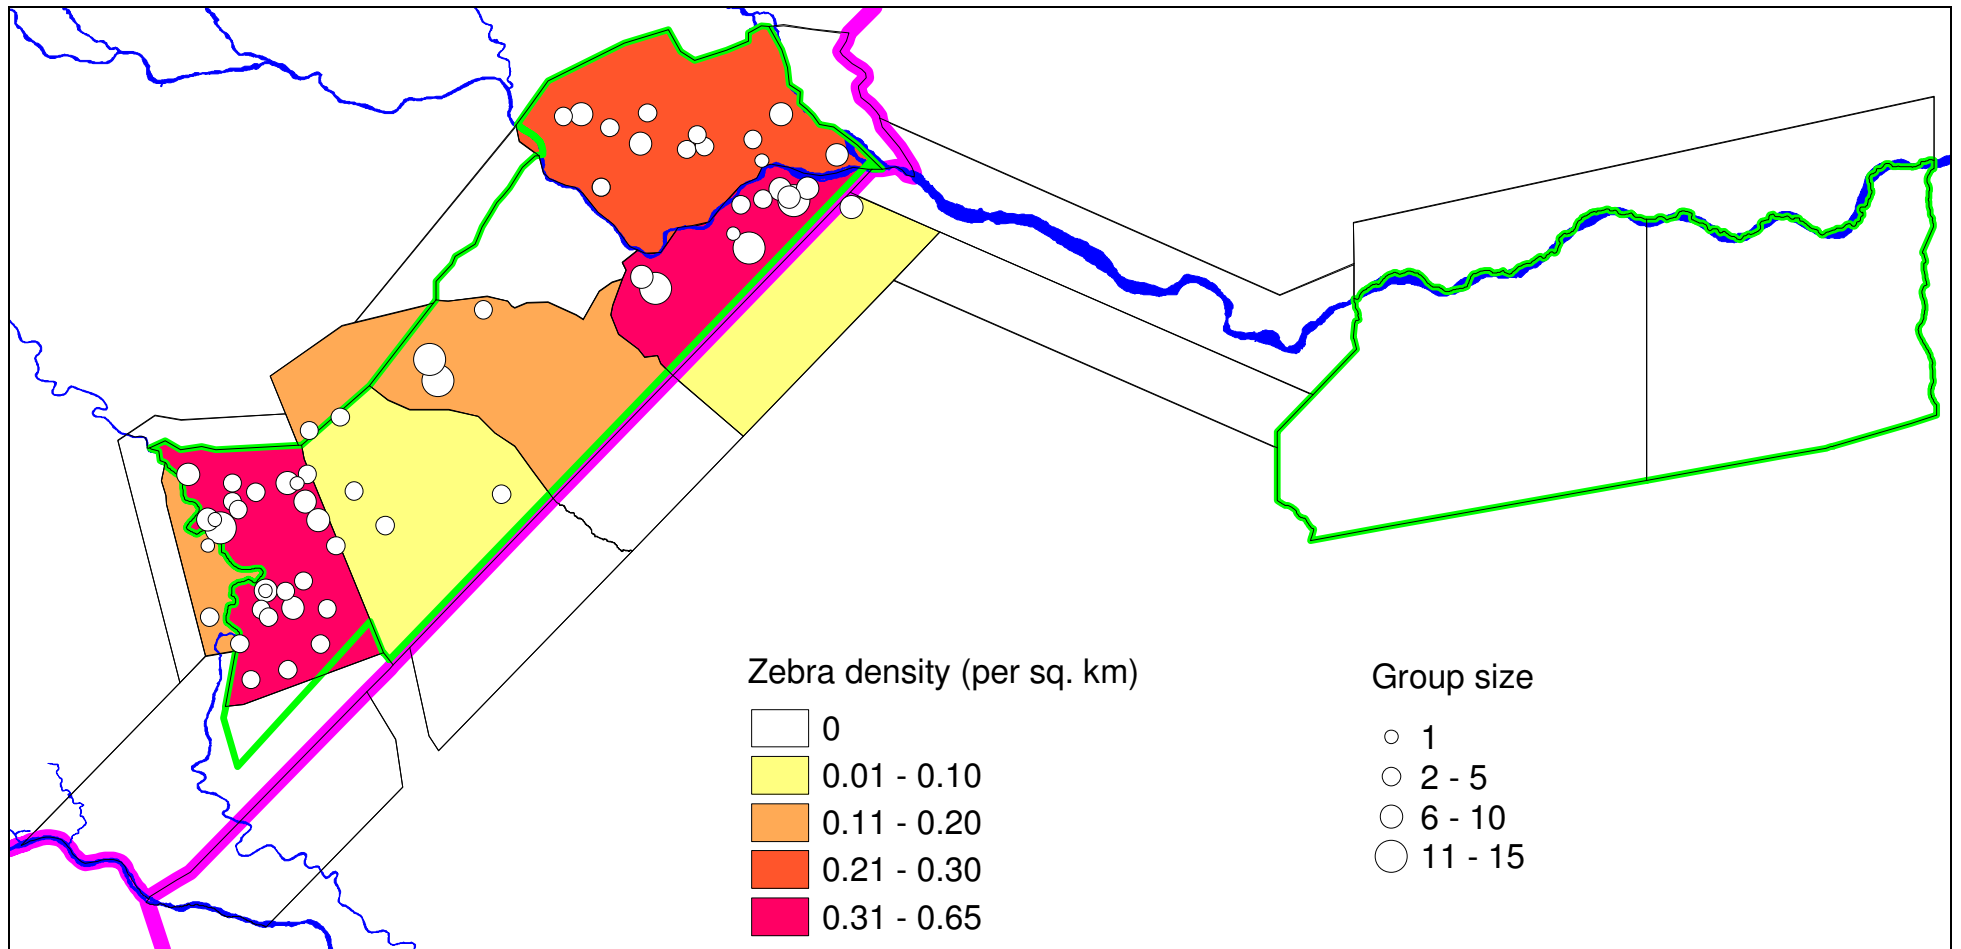 Zebra density (per sq. km)
0
0.01 - 0.10
0.11 - 0.20
0.21 - 0.30
0.31 - 0.65
Group size
1
2 - 5
6 - 10
11 - 15